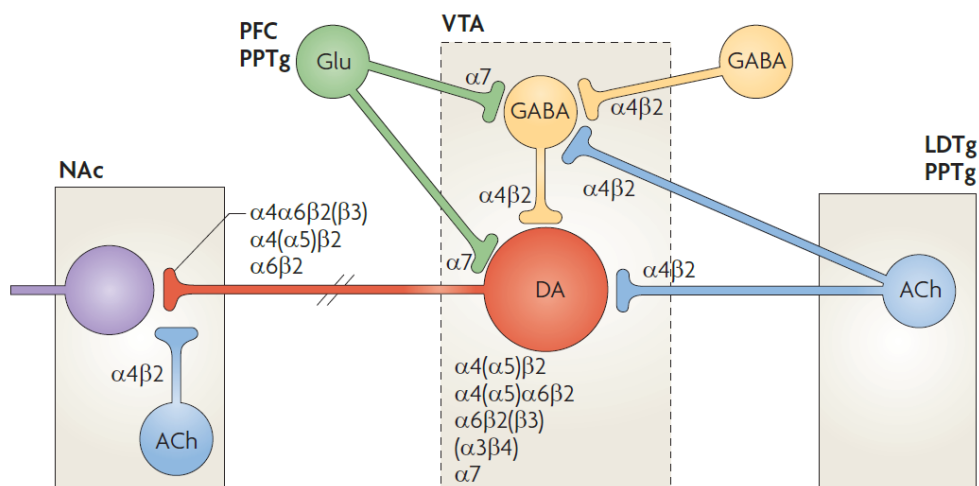 PFC
PPTg
Glu
VTA
GABA
GABA
α7
α4β2
LDTg
PPTg
NAc
α4β2
α4β2
α4α6β2(β3)
α4(α5)β2
α6β2
α7
DA
α4β2
ACh
α4β2
ACh
α4(α5)β2
α4(α5)α6β2
α6β2(β3)
(α3β4)
α7